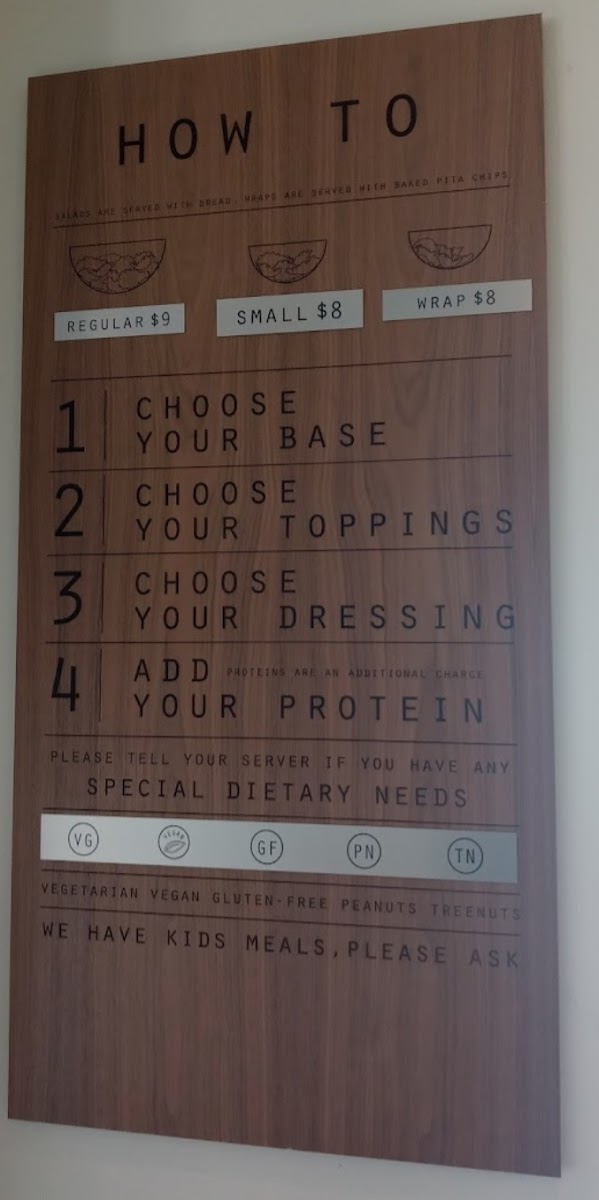 HOW TO
SALADS ARE SERVED WITH BREAD. WRAPS ARE SERVED WITH BAKED PITA CHIPS
REGULAR $9 SMALL $8 WRAP $8
1 CHOOSE
YOUR BASE
2 CHOOSE
YOUR TOPPINGS
3 CHOOSE
YOUR DRESSING
4 ADD PROTEINS ARE AN ADDITIONAL CHARGE
YOUR PROTEIN
PLEASE TELL YOUR SERVER IF YOU HAVE ANY
SPECIAL DIETARY NEEDS
VG VEGAN GF PN TN
VEGETARIAN VEGAN GLUTEN-FREE PEANUTS TREENUTS
WE HAVE KIDS MEALS, PLEASE ASK